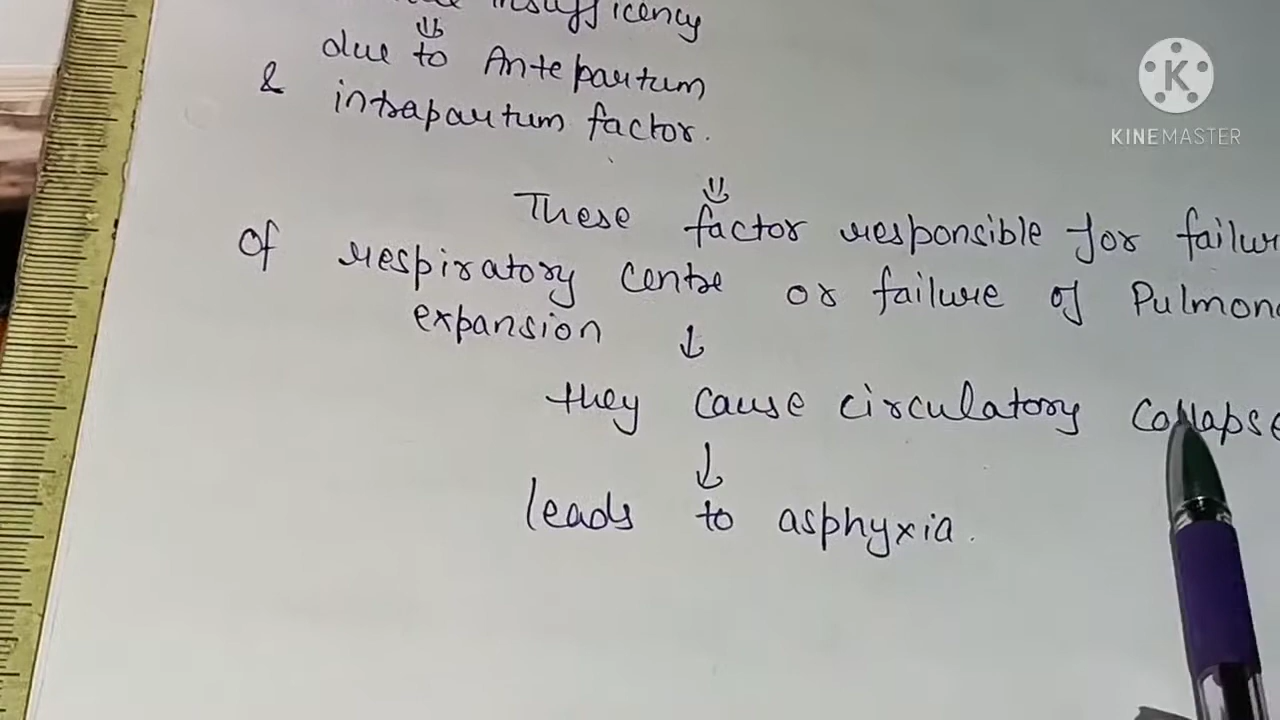 insufficency
due to Antepartum
& intrapartum factor.
These factor responsible for failur
of respiratory centre or failure of Pulmon
expansion
they cause circulatory collapse
leads to asphyxia.
K
KINEMASTER